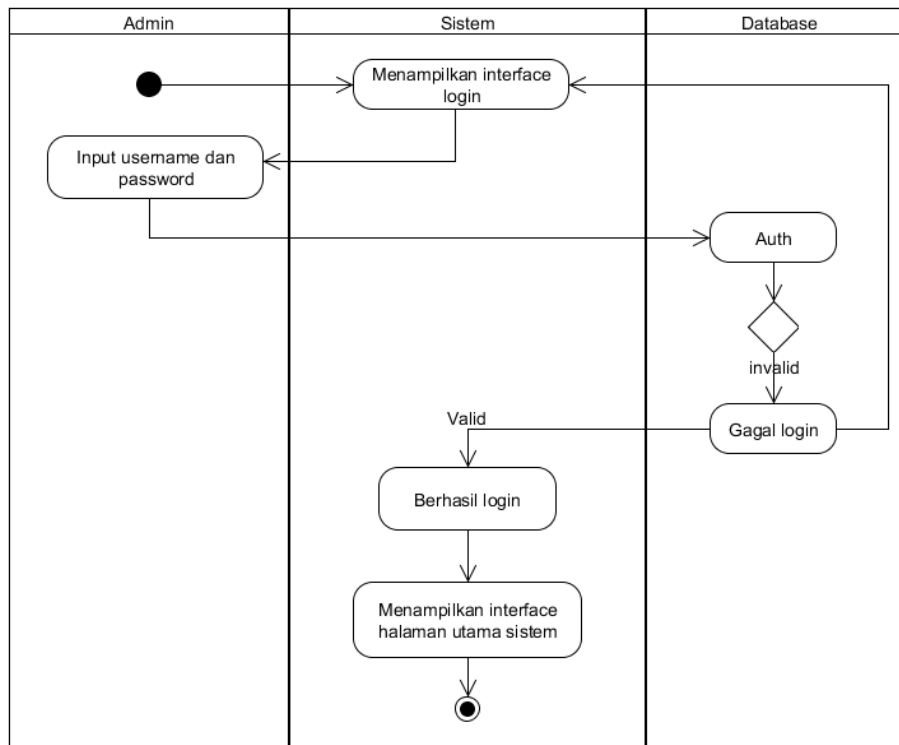 Admin
Sistem
Database
Menampilkan interface
login
Input username dan
password
Auth
invalid
Gagal login
Valid
Berhasil login
Menampilkan interface
halaman utama sistem